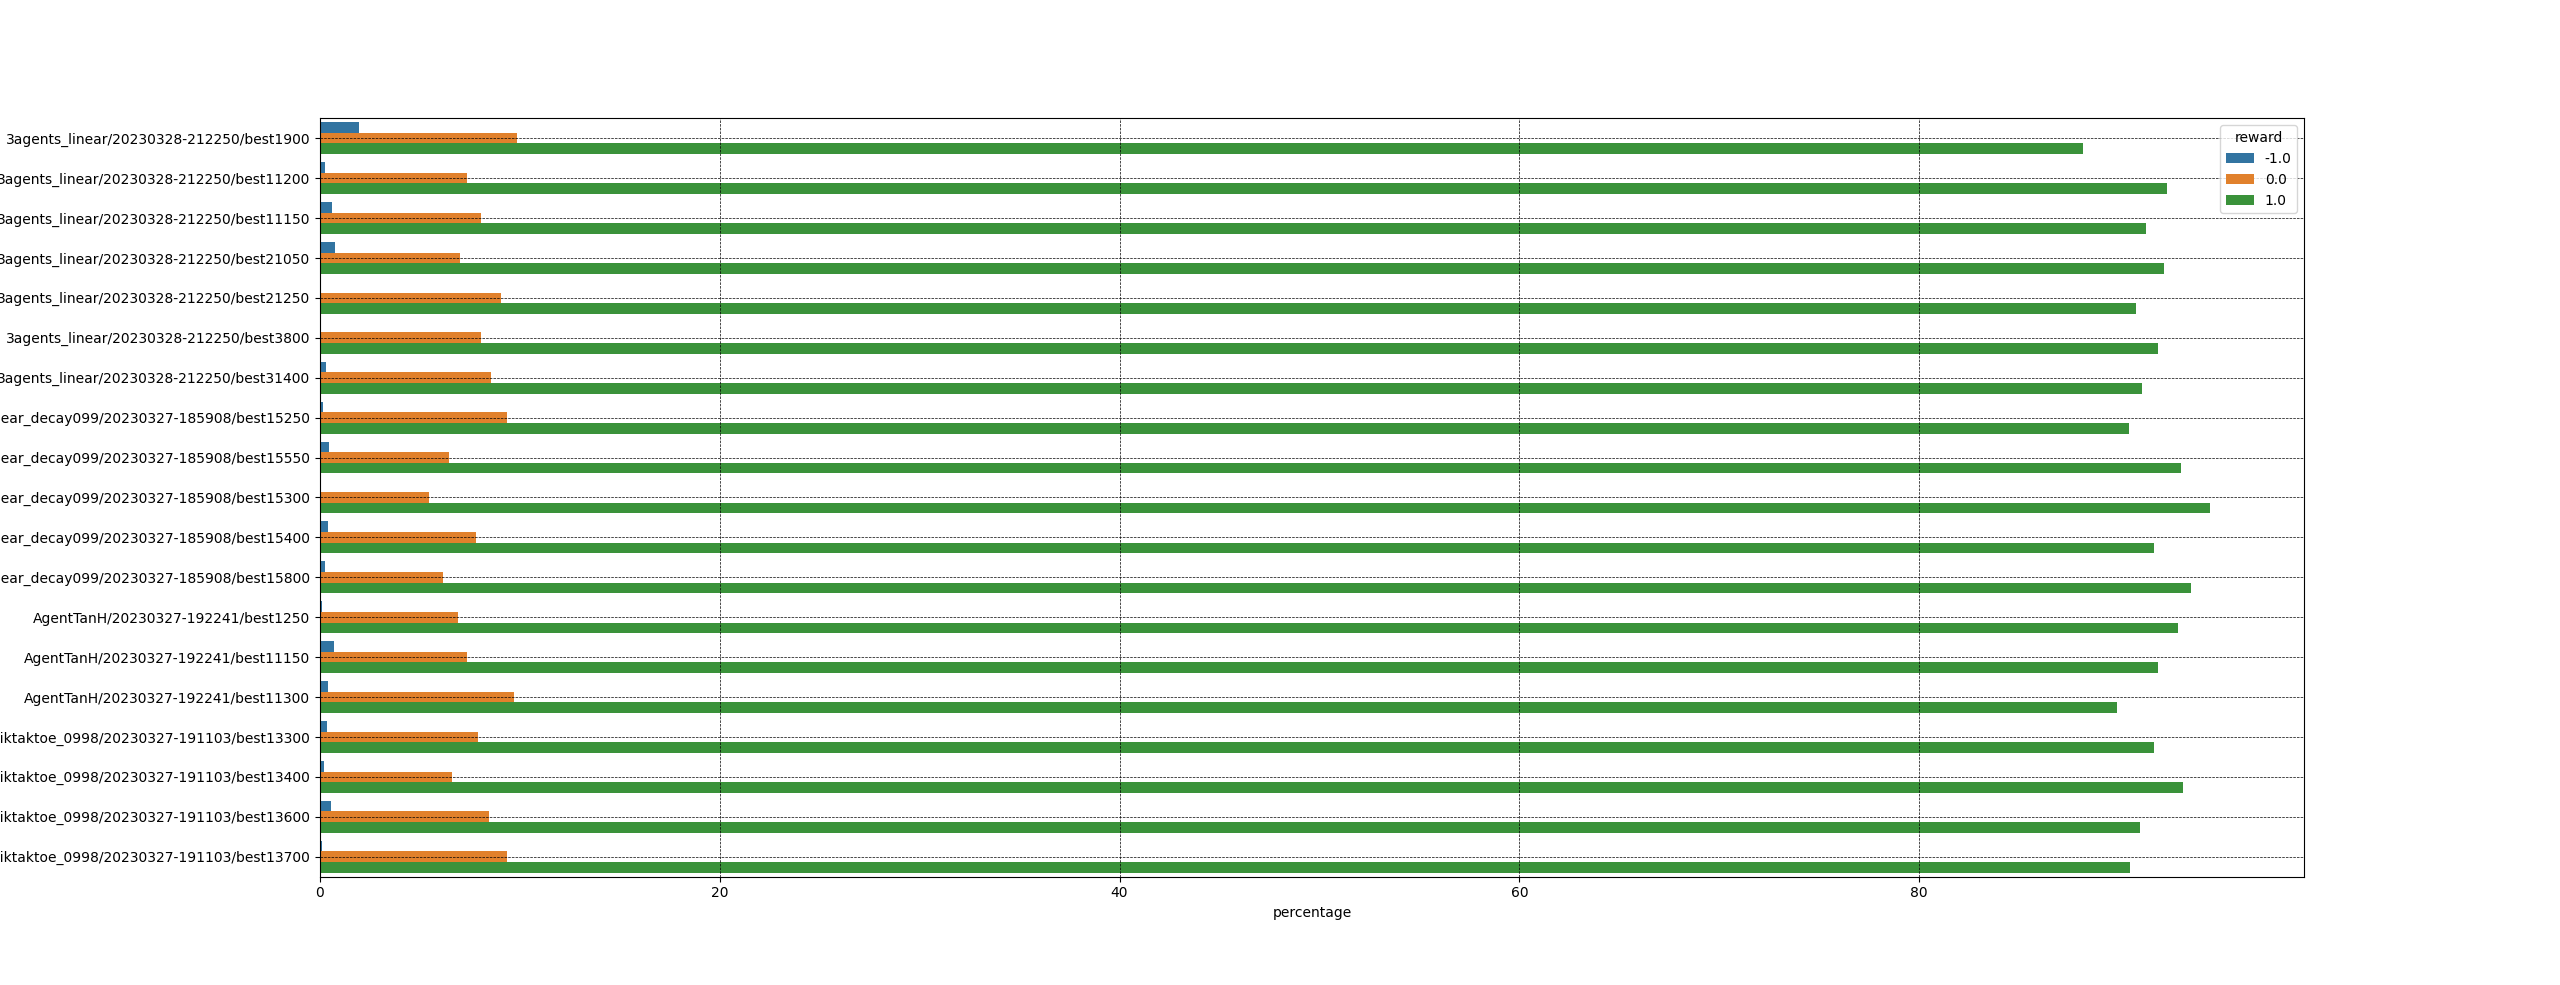 3agents_linear/20230328-212250/best1900
3agents_linear/20230328-212250/best11200
3agents_linear/20230328-212250/best11150
3agents_linear/20230328-212250/best21050
3agents_linear/20230328-212250/best21250
3agents_linear/20230328-212250/best3800
3agents_linear/20230328-212250/best31400
ear_decay099/20230327-185908/best15250
ear_decay099/20230327-185908/best15550
ear_decay099/20230327-185908/best15300
ear_decay099/20230327-185908/best15400
ear_decay099/20230327-185908/best15800
AgentTanH/20230327-192241/best1250
AgentTanH/20230327-192241/best11150
AgentTanH/20230327-192241/best11300
iktaktoe_0998/20230327-191103/best13300
iktaktoe_0998/20230327-191103/best13400
iktaktoe_0998/20230327-191103/best13600
iktaktoe_0998/20230327-191103/best13700
reward
-1.0
0.0
1.0
0 20 40 60 80
percentage